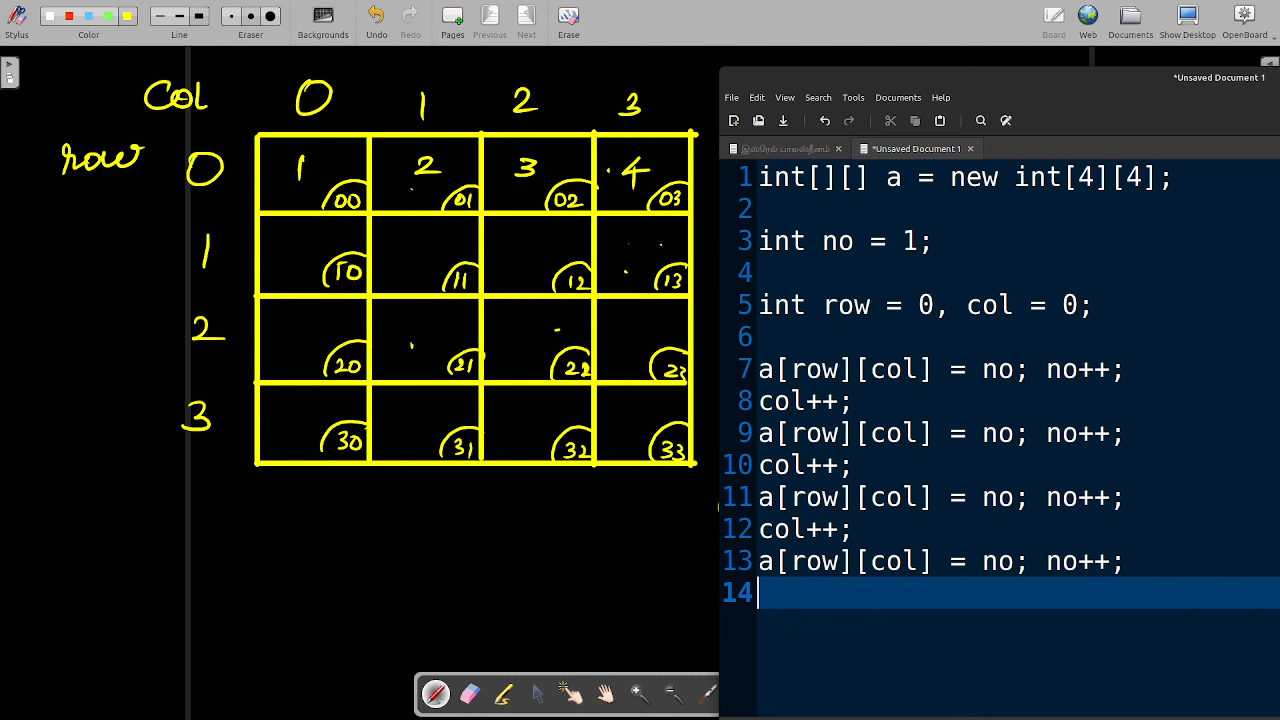 Stylus Color Line Eraser Backgrounds Undo Redo Pages Previous Next Erase Board Web Documents Show Desktop OpenBoard
*Unsaved Document 1
File Edit View Search Tools Documents Help
இஸ்ரேல் பாலஸ்தீனம் *Unsaved Document 1
Col 0 1 2 3
row 0 1 00 2 01 3 02 4 03
1 10 11 12 13
2 20 21 22 23
3 30 31 32 33
1 int[][] a = new int[4][4];
2
3 int no = 1;
4
5 int row = 0, col = 0;
6
7 a[row][col] = no; no++;
8 col++;
9 a[row][col] = no; no++;
10 col++;
11 a[row][col] = no; no++;
12 col++;
13 a[row][col] = no; no++;
14